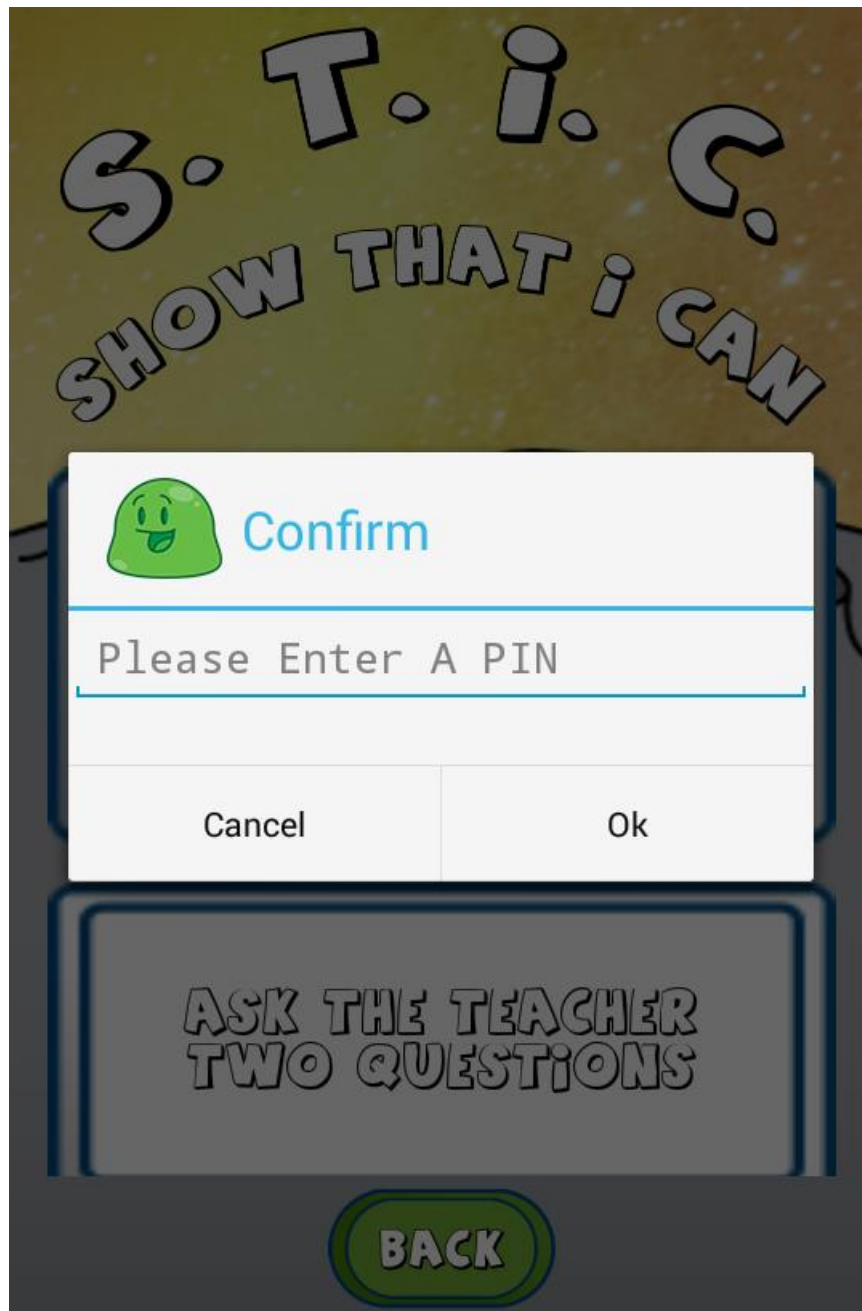 S. T. i. C.
SHOW THAT i CAN
Confirm
Please Enter A PIN
Cancel Ok
ASK THE TEACHER
TWO QUESTiONS
BACK